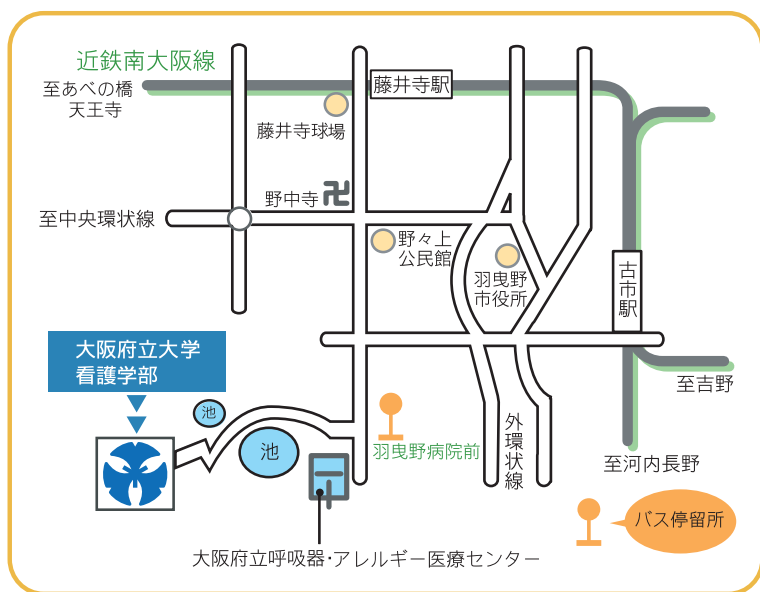 近鉄南大阪線
至あべの橋
天王寺
藤井寺駅
藤井寺球場
野中寺
至中央環状線
野々上
公民館
羽曳野
市役所
古市駅
大阪府立大学
看護学部
池
池
羽曳野病院前
外環状線
至吉野
至河内長野
バス停留所
大阪府立呼吸器・アレルギー医療センター